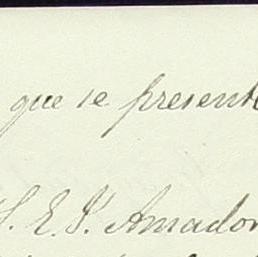 que se presente
S. E. I. Amador